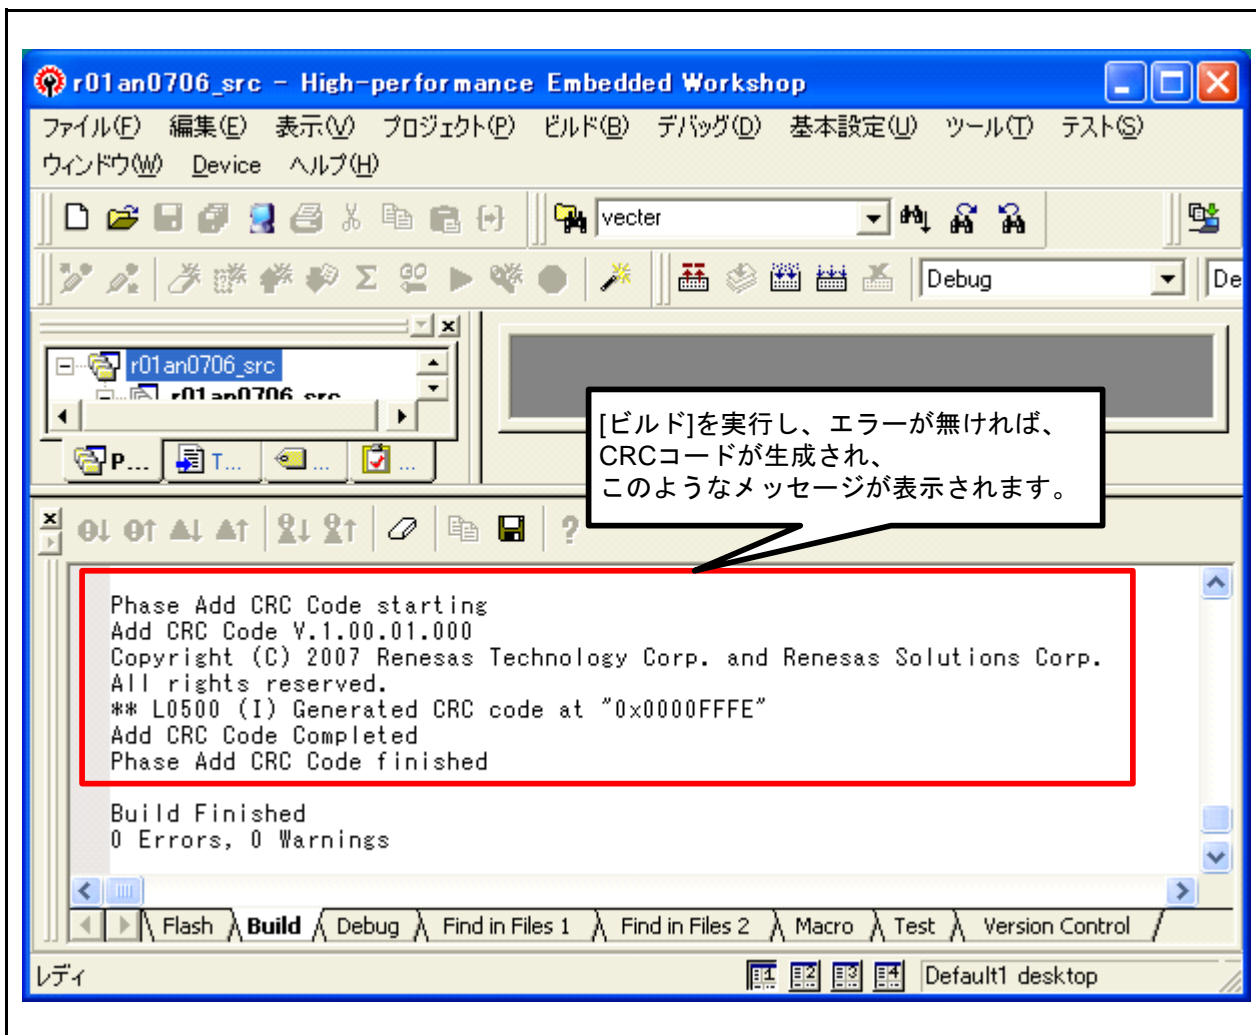 r01an0706_src - High-performance Embedded Workshop
ファイル(F) 編集(E) 表示(V) プロジェクト(P) ビルド(B) デバッグ(D) 基本設定(U) ツール(T) テスト(S)
ウィンドウ(W) Device ヘルプ(H)
vecter
Debug
De
r01an0706_src
r01an0706_src
P... T... ... ...
[ビルド]を実行し、エラーが無ければ、
CRCコードが生成され、
このようなメッセージが表示されます。
Phase Add CRC Code starting
Add CRC Code V.1.00.01.000
Copyright (C) 2007 Renesas Technology Corp. and Renesas Solutions Corp.
All rights reserved.
** L0500 (I) Generated CRC code at "0x0000FFFE"
Add CRC Code Completed
Phase Add CRC Code finished
Build Finished
0 Errors, 0 Warnings
Flash Build Debug Find in Files 1 Find in Files 2 Macro Test Version Control
レディ 1 2 3 4 Default1 desktop